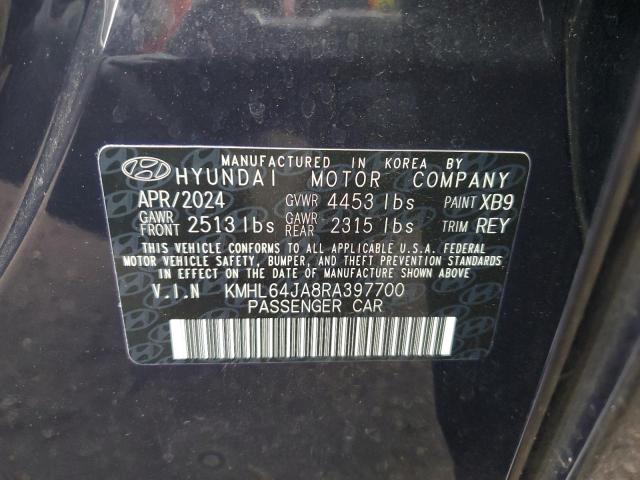 MANUFACTURED IN KOREA BY
HYUNDAI MOTOR COMPANY
APR/2024 GVWR 4453 lbs PAINT XB9
GAWR FRONT 2513 lbs GAWR REAR 2315 lbs TRIM REY
THIS VEHICLE CONFORMS TO ALL APPLICABLE U.S.A. FEDERAL
MOTOR VEHICLE SAFETY, BUMPER, AND THEFT PREVENTION STANDARDS
IN EFFECT ON THE DATE OF MANUFACTURE SHOWN ABOVE.
V.I.N KMHL64JA8RA397700
PASSENGER CAR